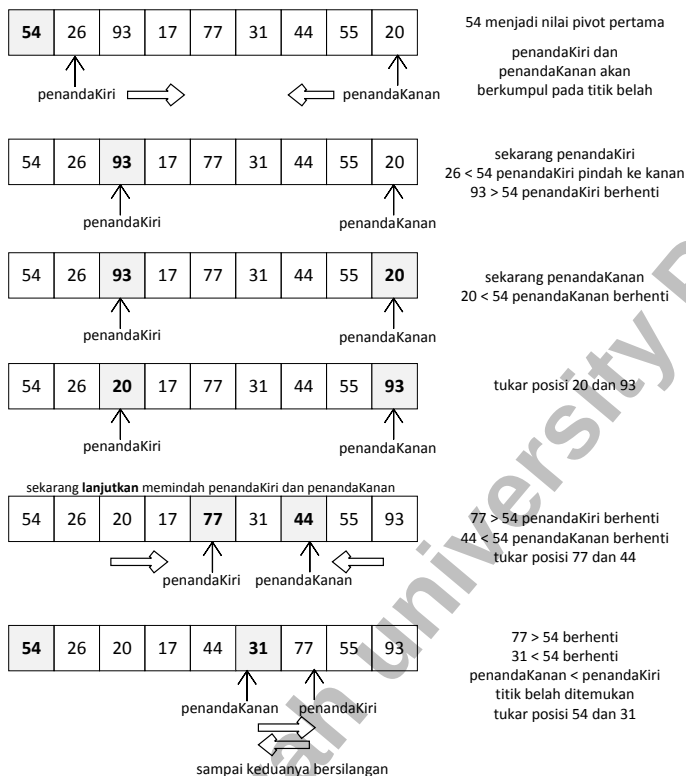 54 26 93 17 77 31 44 55 20
54 menjadi nilai pivot pertama
penandaKiri dan
penandaKanan akan
berkumpul pada titik belah
penandaKiri penandaKanan
54 26 93 17 77 31 44 55 20
sekarang penandaKiri
26 < 54 penandaKiri pindah ke kanan
93 > 54 penandaKiri berhenti
penandaKiri penandaKanan
54 26 93 17 77 31 44 55 20
sekarang penandaKanan
20 < 54 penandaKanan berhenti
penandaKiri penandaKanan
54 26 20 17 77 31 44 55 93
tukar posisi 20 dan 93
penandaKiri penandaKanan
sekarang lanjutkan memindah penandaKiri dan penandaKanan
54 26 20 17 77 31 44 55 93
77 > 54 penandaKiri berhenti
44 < 54 penandaKanan berhenti
tukar posisi 77 dan 44
penandaKiri penandaKanan
54 26 20 17 44 31 77 55 93
77 > 54 berhenti
31 < 54 berhenti
penandaKanan < penandaKiri
titik belah ditemukan
tukar posisi 54 dan 31
penandaKanan penandaKiri
sampai keduanya bersilangan
university